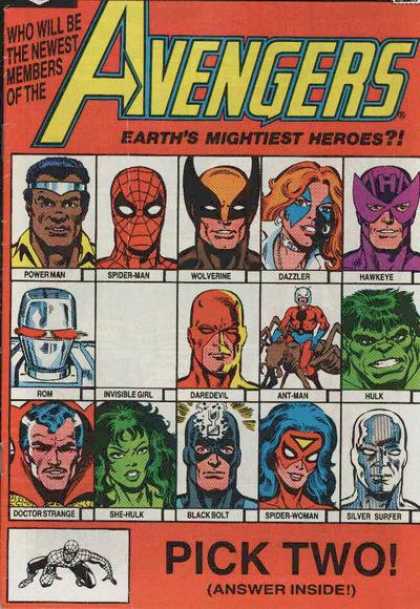 WHO WILL BE
THE NEWEST
MEMBERS
OF THE
AVENGERS
EARTH'S MIGHTIEST HEROES?!
POWER MAN
SPIDER-MAN
WOLVERINE
DAZZLER
HAWKEYE
ROM
INVISIBLE GIRL
DAREDEVIL
ANT-MAN
HULK
DOCTOR STRANGE
SHE-HULK
BLACK BOLT
SPIDER-WOMAN
SILVER SURFER
PICK TWO!
(ANSWER INSIDE!)